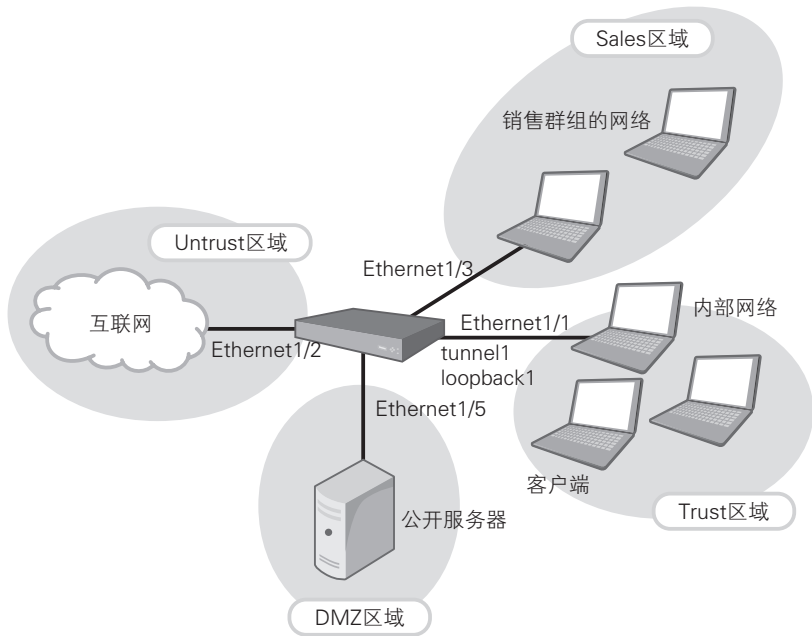 Sales区域
销售群组的网络
Untrust区域
Ethernet1/3
互联网
Ethernet1/2
Ethernet1/1
内部网络
tunnel1
loopback1
Ethernet1/5
客户端
公开服务器
Trust区域
DMZ区域